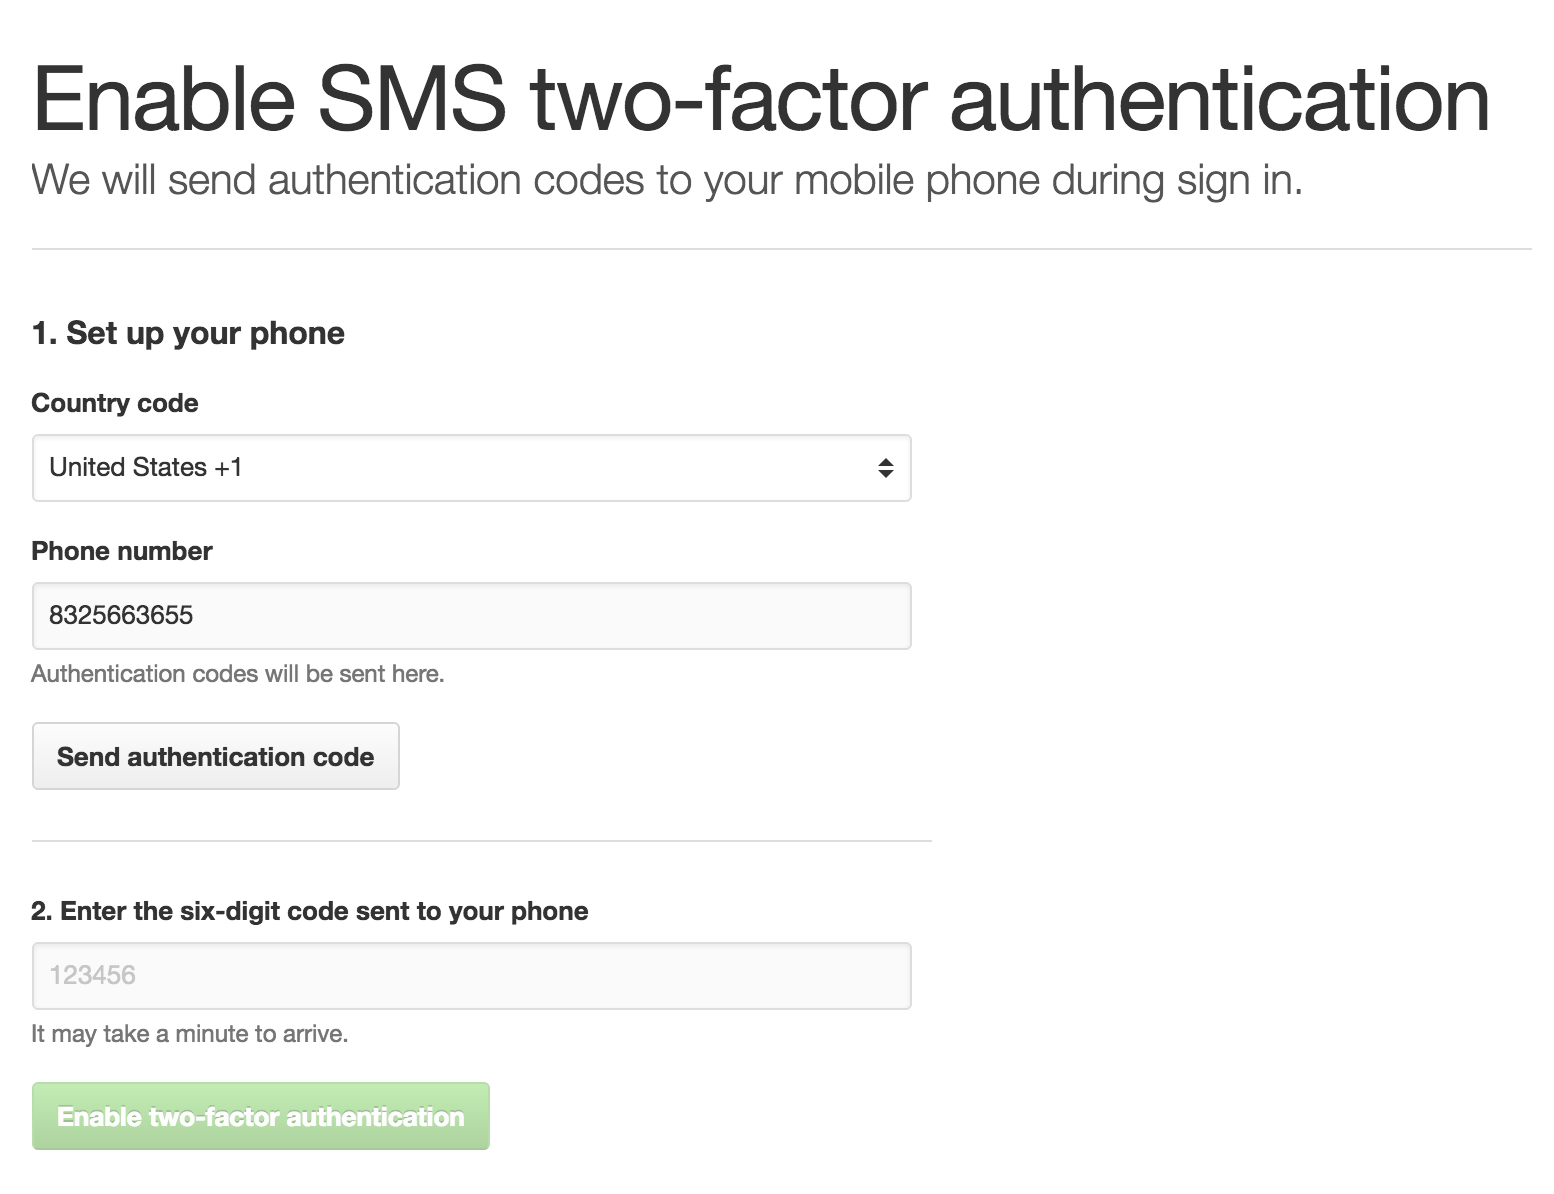 Enable SMS two-factor authentication
We will send authentication codes to your mobile phone during sign in.
1. Set up your phone
Country code
United States +1
Phone number
8325663655
Authentication codes will be sent here.
Send authentication code
2. Enter the six-digit code sent to your phone
123456
It may take a minute to arrive.
Enable two-factor authentication